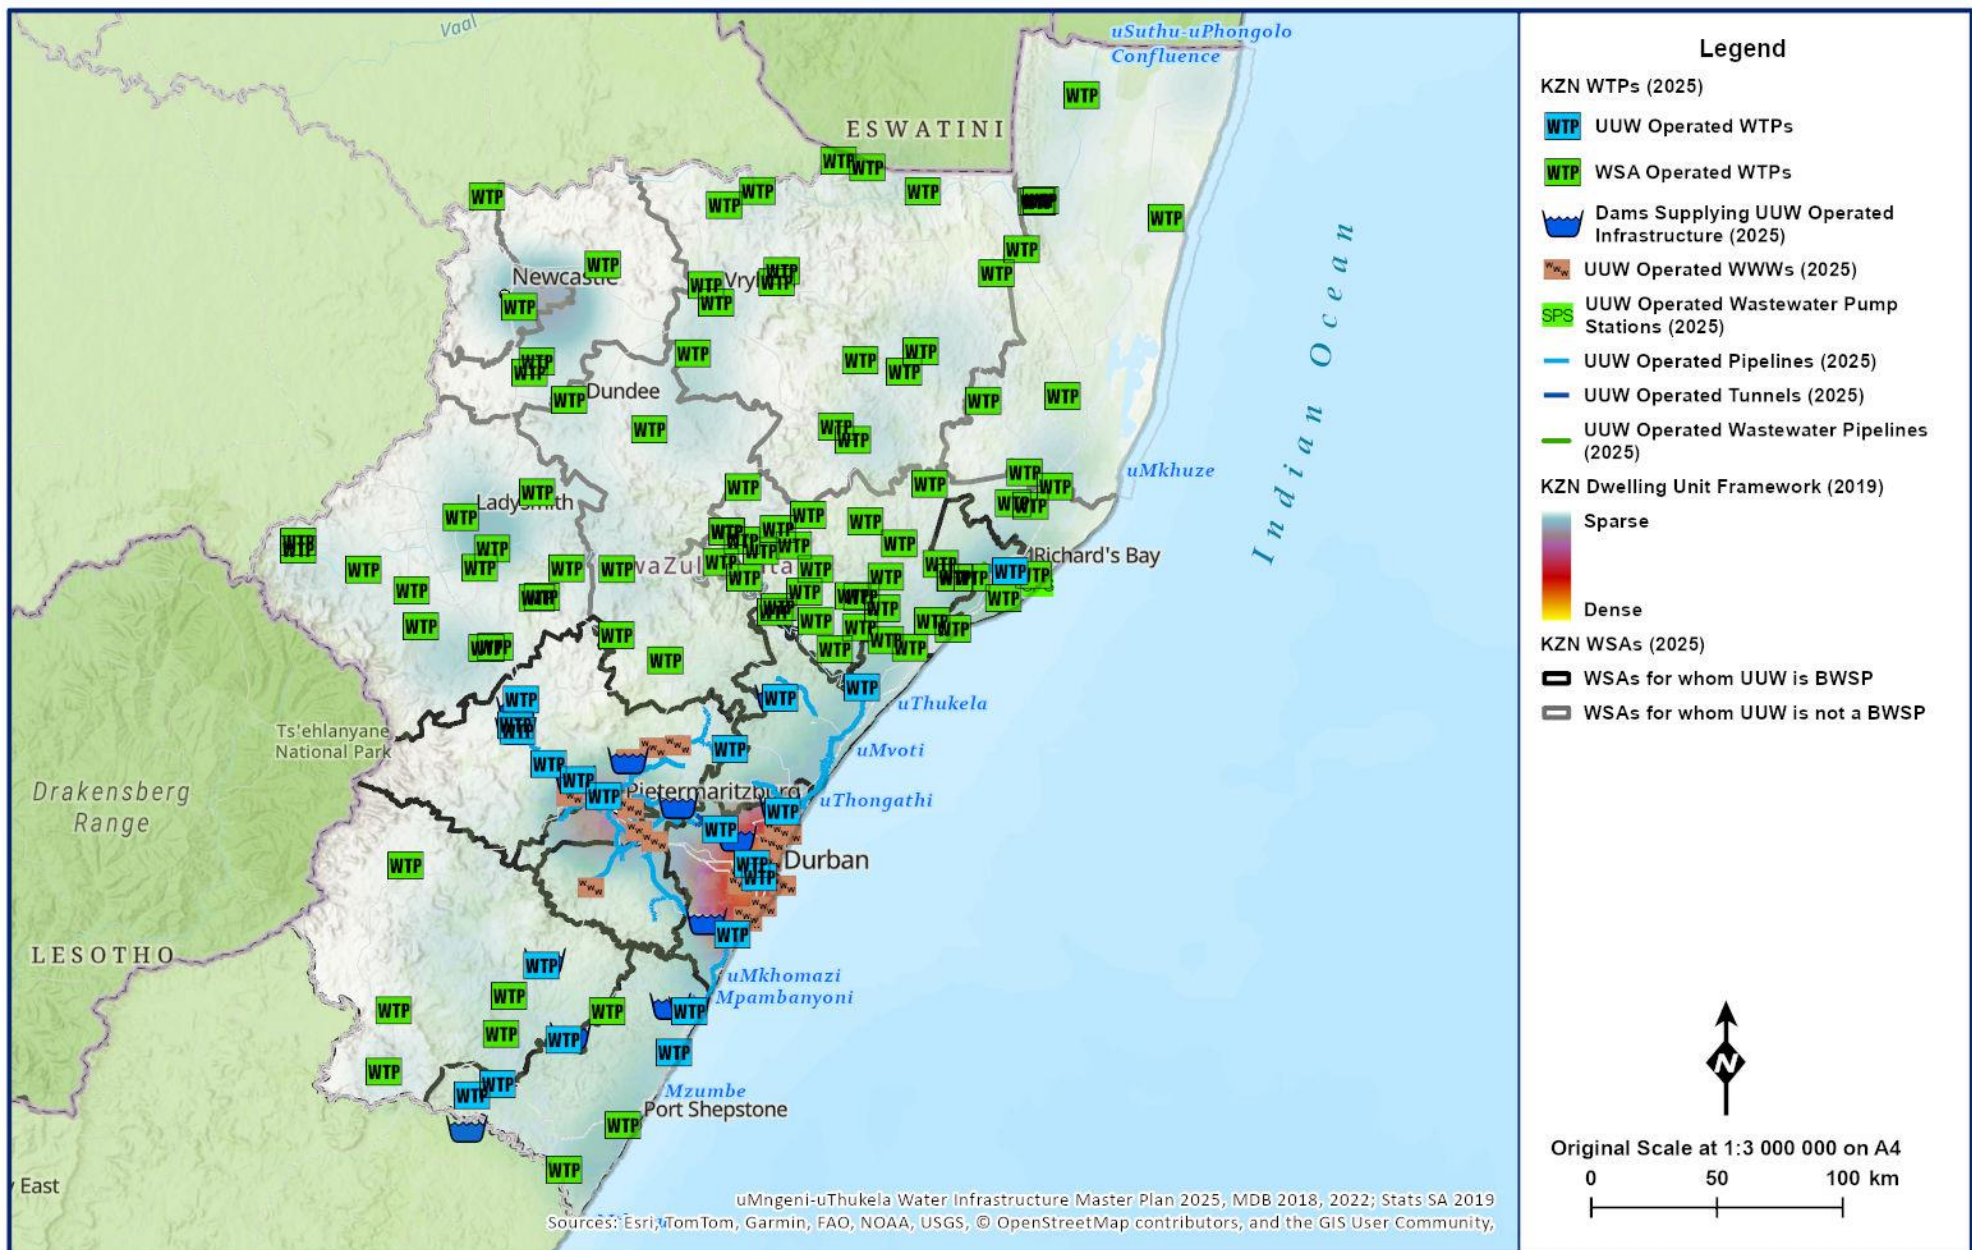 Vaal
uSuthu-uPhongolo
Confluence
ESWATINI
Newcastle
Dundee
Ladysmith
uMkhuze
Richard's Bay
Indian Ocean
uThukela
uMvoti
Ts'ehlanyane
National Park
Drakensberg
Range
Pietermaritzburg
uThongathi
Durban
LESOTHO
uMkhomazi
Mpambanyoni
Mzumbe
Port Shepstone
East
WTP
SPS
uMngeni-uThukela Water Infrastructure Master Plan 2025, MDB 2018, 2022; Stats SA 2019
Sources: Esri, TomTom, Garmin, FAO, NOAA, USGS, © OpenStreetMap contributors, and the GIS User Community,
Legend
KZN WTPs (2025)
WTP UUW Operated WTPs
WTP WSA Operated WTPs
Dams Supplying UUW Operated
Infrastructure (2025)
UUW Operated WWWs (2025)
SPS UUW Operated Wastewater Pump
Stations (2025)
UUW Operated Pipelines (2025)
UUW Operated Tunnels (2025)
UUW Operated Wastewater Pipelines
(2025)
KZN Dwelling Unit Framework (2019)
Sparse
Dense
KZN WSAs (2025)
WSAs for whom UUW is BWSP
WSAs for whom UUW is not a BWSP
N
Original Scale at 1:3 000 000 on A4
0 50 100 km